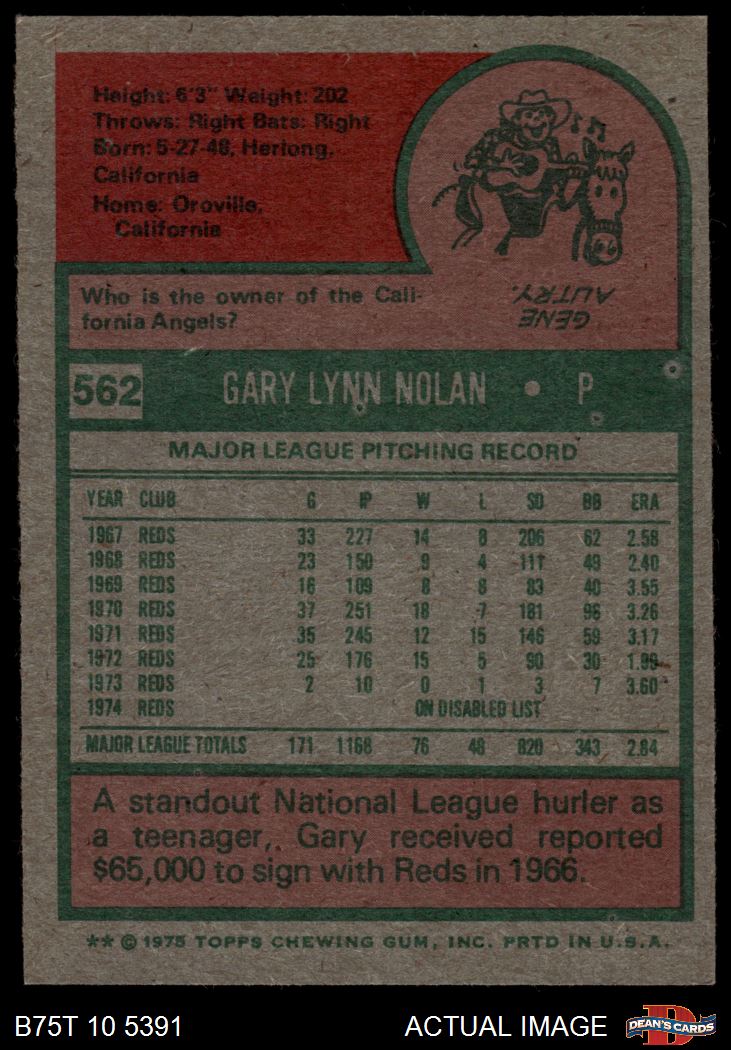 Height: 6'3" Weight: 202
Throws: Right Bats: Right
Born: 5-27-48, Herlong,
California
Home: Oroville,
California
Who is the owner of the Cali-
fornia Angels?
GENE
AUTRY.
562 GARY LYNN NOLAN • P
MAJOR LEAGUE PITCHING RECORD
YEAR CLUB G IP W L SO BB ERA
1967 REDS 33 227 14 8 206 62 2.58
1968 REDS 23 150 9 4 111 49 2.40
1969 REDS 16 109 8 8 83 40 3.55
1970 REDS 37 251 18 7 181 96 3.26
1971 REDS 35 245 12 15 146 59 3.17
1972 REDS 25 176 15 5 90 30 1.99
1973 REDS 2 10 0 1 3 7 3.60
1974 REDS ON DISABLED LIST
MAJOR LEAGUE TOTALS 171 1168 76 48 820 343 2.84
A standout National League hurler as
a teenager, Gary received reported
$65,000 to sign with Reds in 1966.
** © 1975 TOPPS CHEWING GUM, INC. PRTD IN U.S.A.
B75T 10 5391 ACTUAL IMAGE DEAN'S CARDS